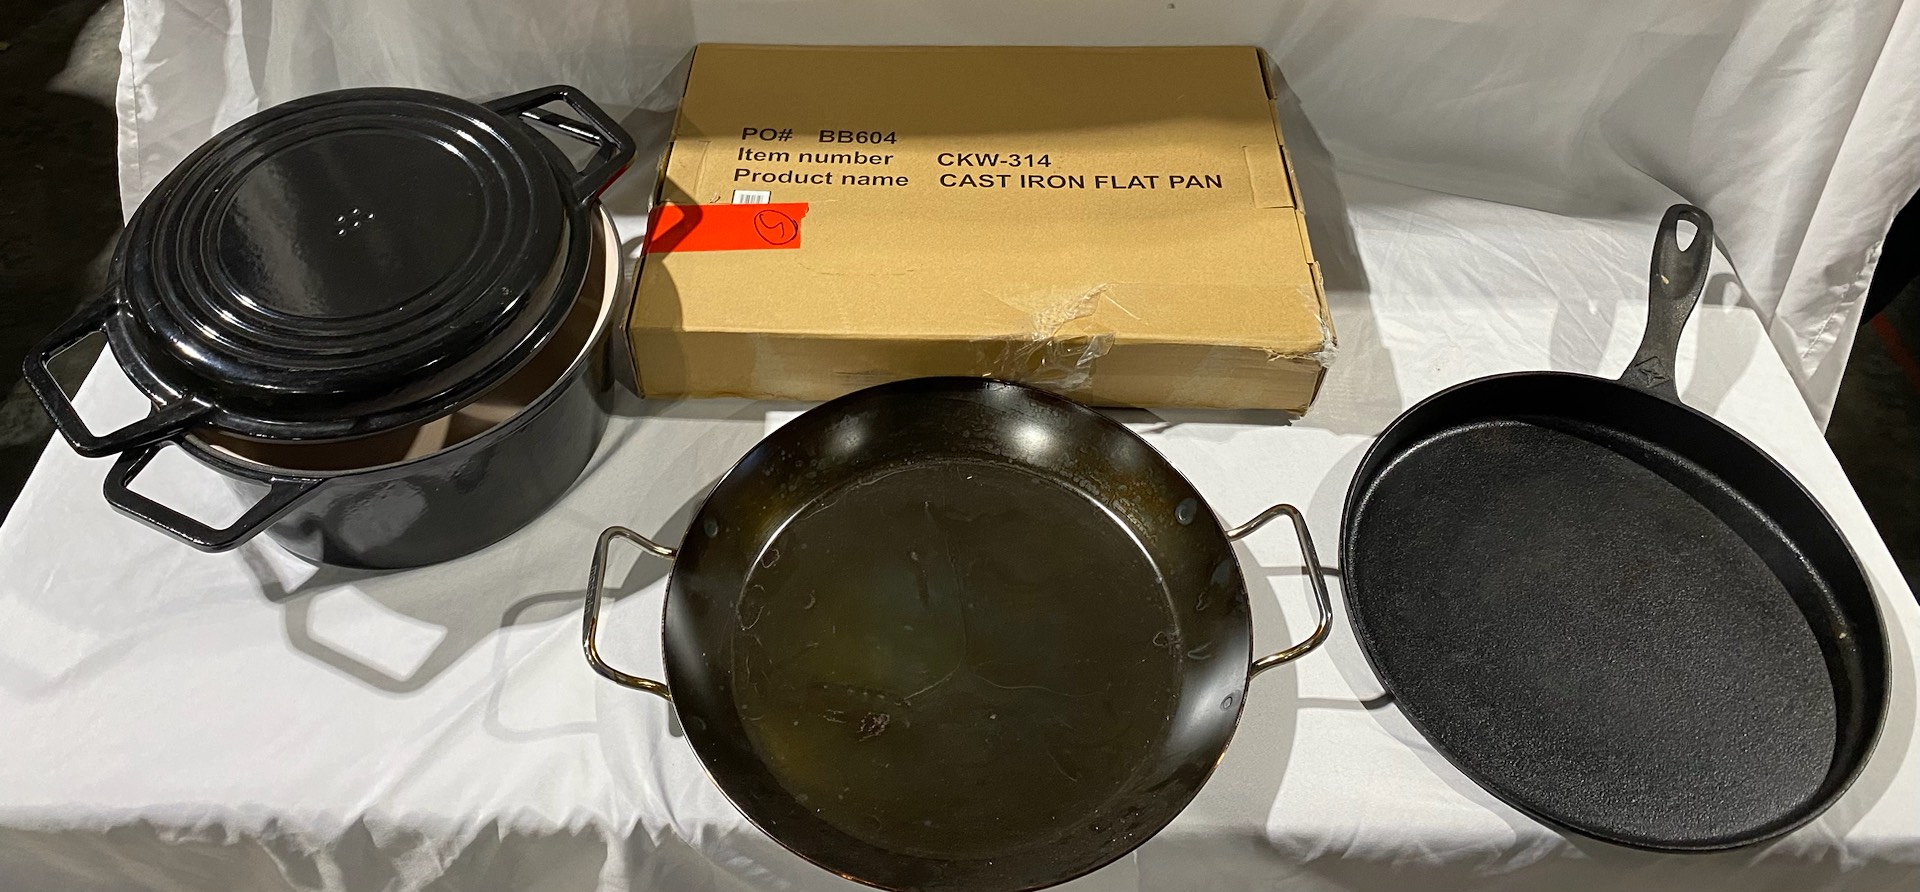 PO# BB604
Item number CKW-314
Product name CAST IRON FLAT PAN